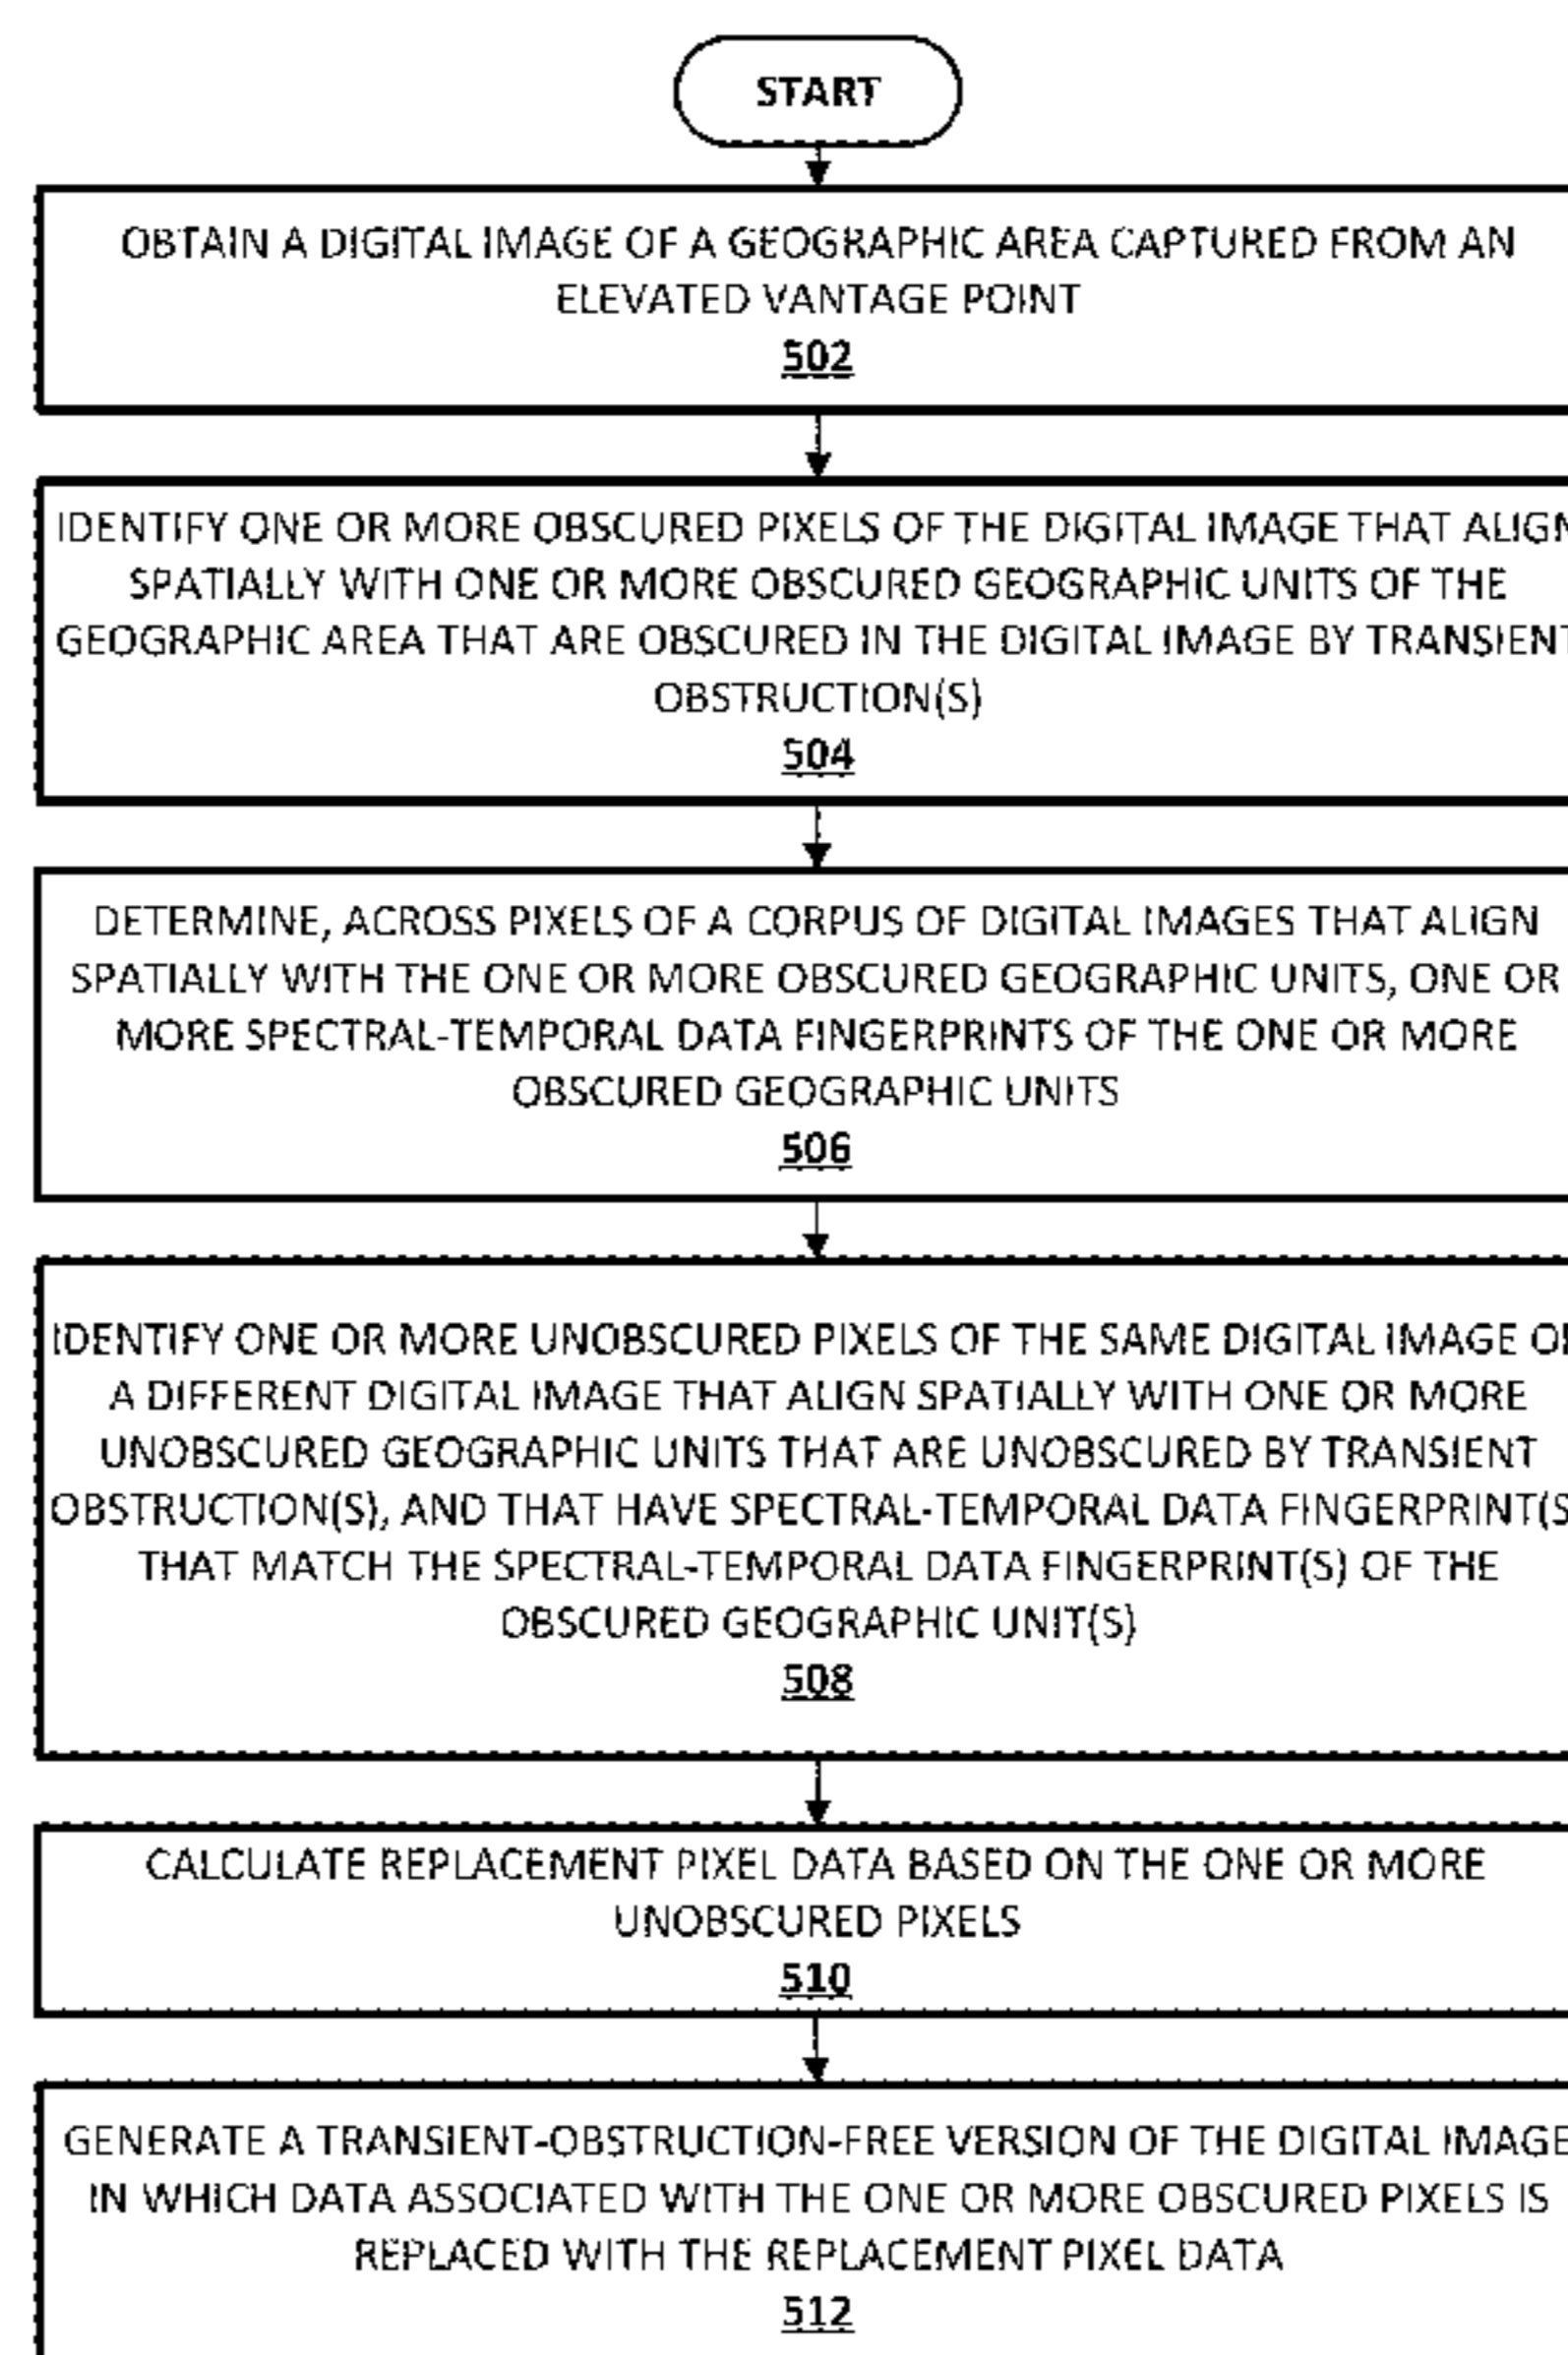 START
OBTAIN A DIGITAL IMAGE OF A GEOGRAPHIC AREA CAPTURED FROM AN
ELEVATED VANTAGE POINT
502
IDENTIFY ONE OR MORE OBSCURED PIXELS OF THE DIGITAL IMAGE THAT ALIGN
SPATIALLY WITH ONE OR MORE OBSCURED GEOGRAPHIC UNITS OF THE
GEOGRAPHIC AREA THAT ARE OBSCURED IN THE DIGITAL IMAGE BY TRANSIENT
OBSTRUCTION(S)
504
DETERMINE, ACROSS PIXELS OF A CORPUS OF DIGITAL IMAGES THAT ALIGN
SPATIALLY WITH THE ONE OR MORE OBSCURED GEOGRAPHIC UNITS, ONE OR
MORE SPECTRAL-TEMPORAL DATA FINGERPRINTS OF THE ONE OR MORE
OBSCURED GEOGRAPHIC UNITS
506
IDENTIFY ONE OR MORE UNOBSCURED PIXELS OF THE SAME DIGITAL IMAGE OR
A DIFFERENT DIGITAL IMAGE THAT ALIGN SPATIALLY WITH ONE OR MORE
UNOBSCURED GEOGRAPHIC UNITS THAT ARE UNOBSCURED BY TRANSIENT
OBSTRUCTION(S), AND THAT HAVE SPECTRAL-TEMPORAL DATA FINGERPRINT(S
THAT MATCH THE SPECTRAL-TEMPORAL DATA FINGERPRINT(S) OF THE
OBSCURED GEOGRAPHIC UNIT(S)
508
CALCULATE REPLACEMENT PIXEL DATA BASED ON THE ONE OR MORE
UNOBSCURED PIXELS
510
GENERATE A TRANSIENT-OBSTRUCTION-FREE VERSION OF THE DIGITAL IMAGE
IN WHICH DATA ASSOCIATED WITH THE ONE OR MORE OBSCURED PIXELS IS
REPLACED WITH THE REPLACEMENT PIXEL DATA
512